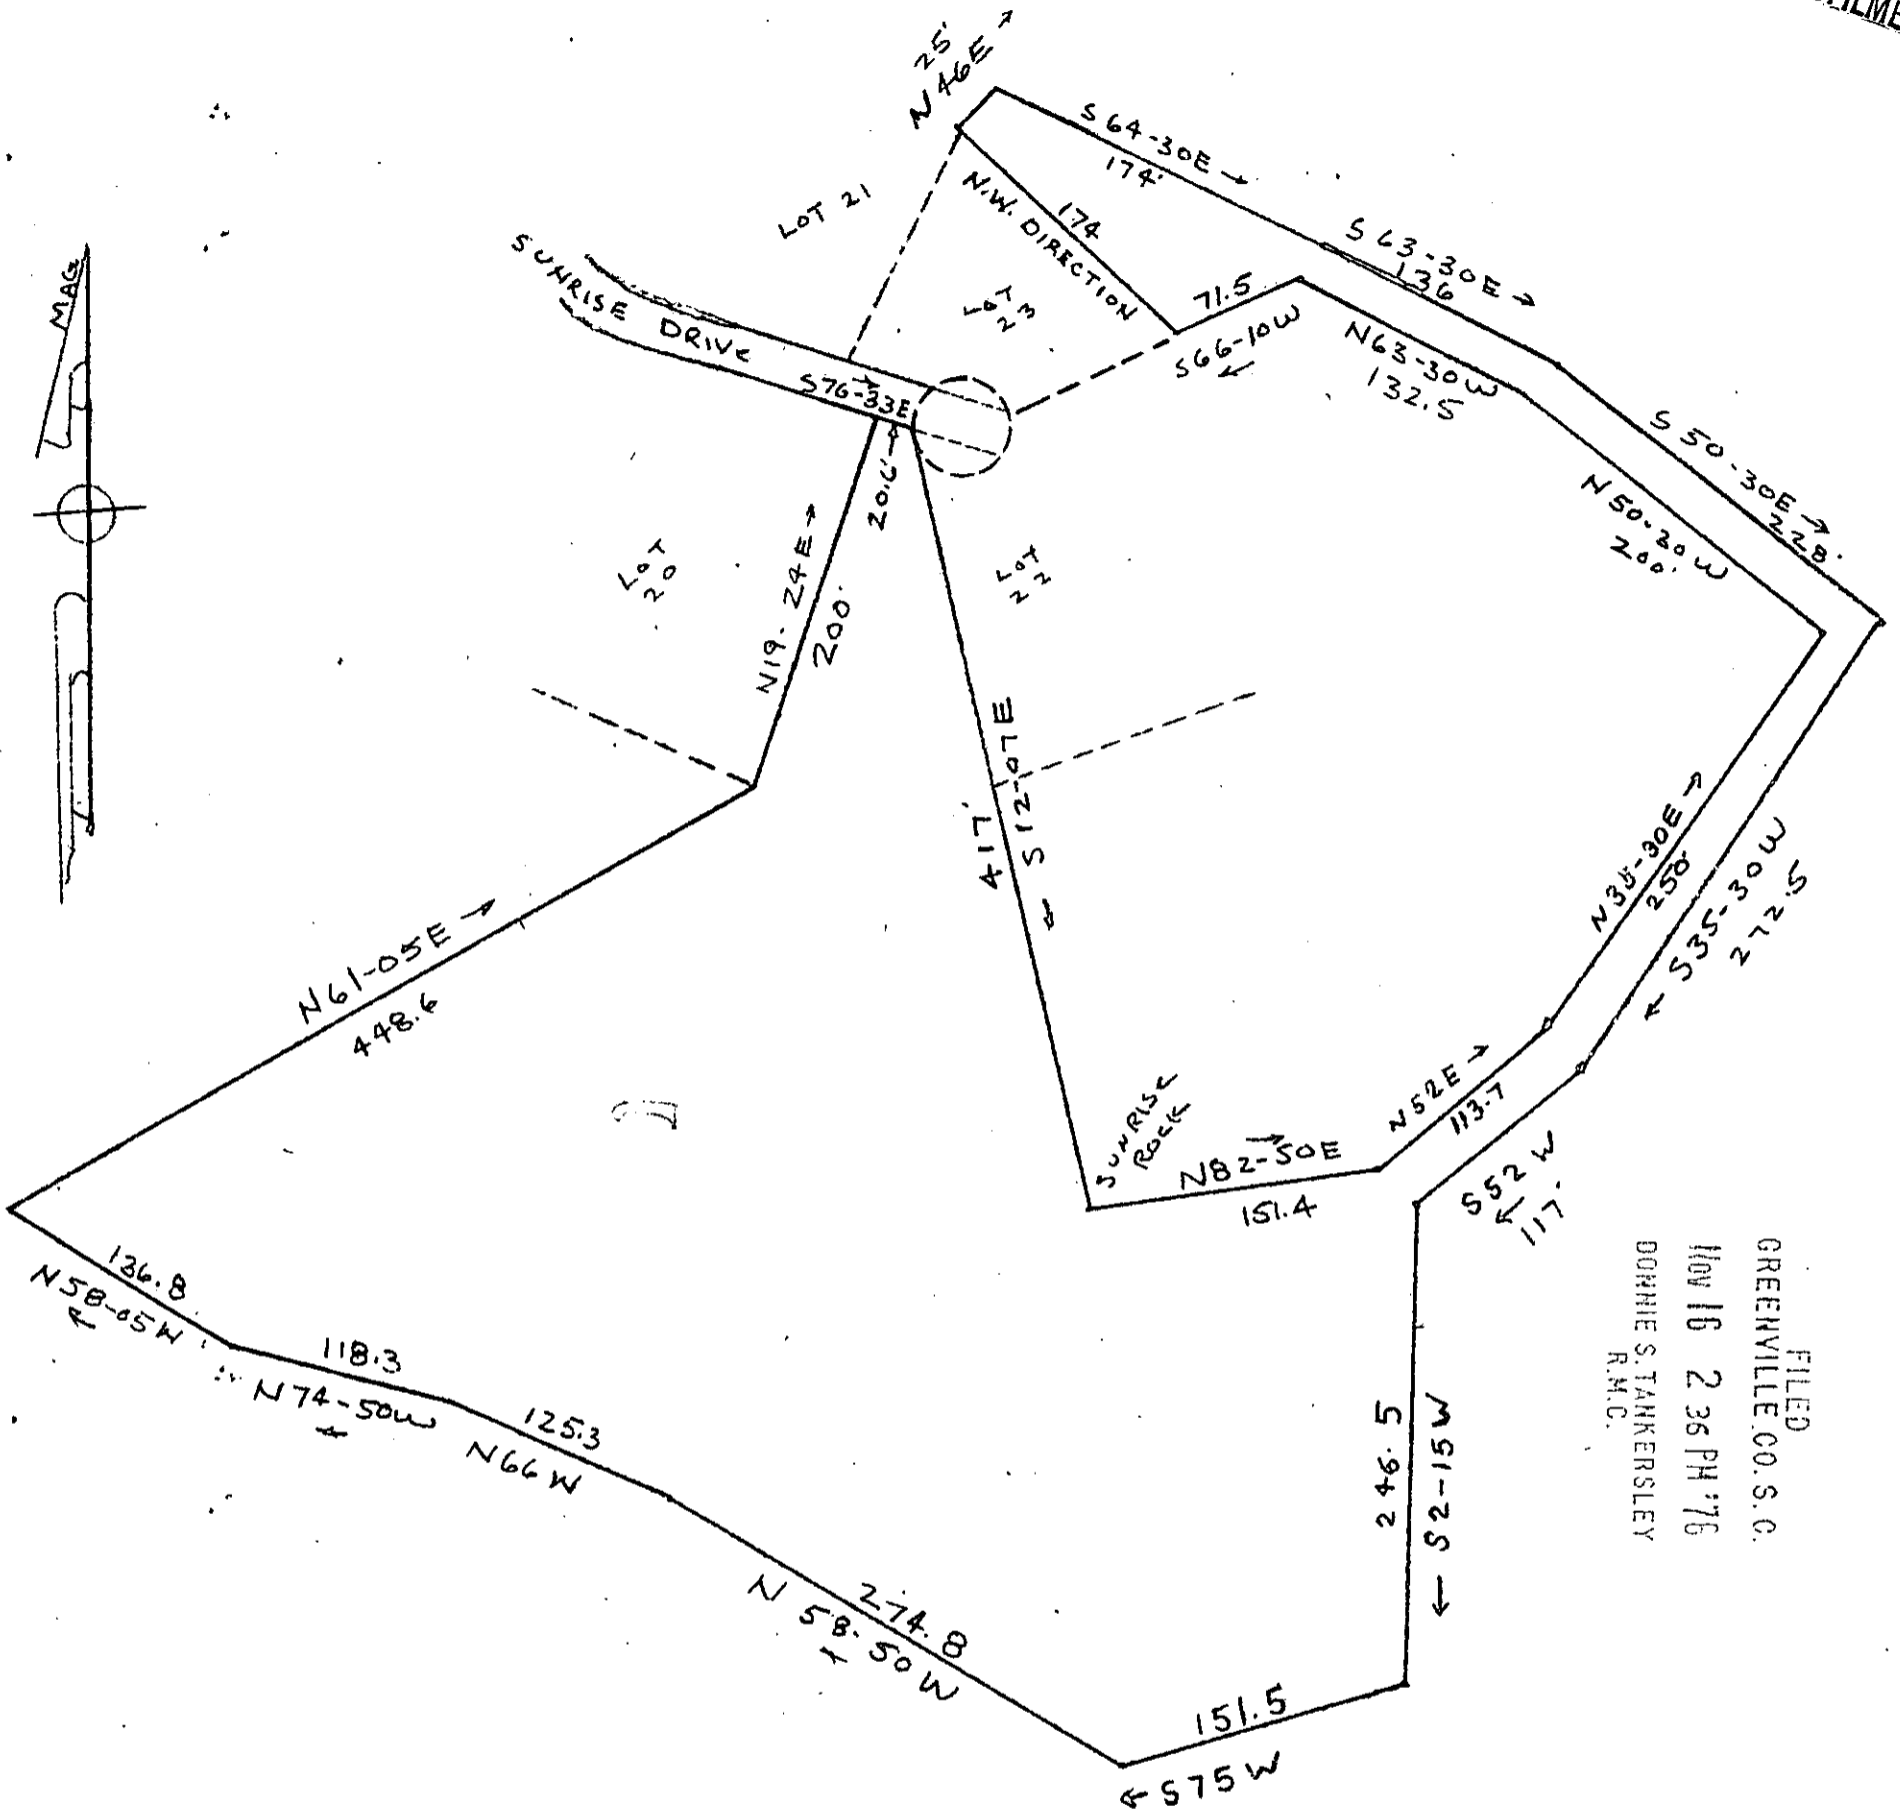 MAG
25'
N46E
S64-30E
174'
S63-30E
136
LOT 21
174
N.W. DIRECTION
LOT
23
71.5
S66-10W
N63-30W
132.5
S50-30E
228'
N50-30W
200'
SUNRISE DRIVE
S76-33E
20.6'
LOT
20
N19-24E
200'
LOT
22
417'
S12-07E
N35-30E
250'
S35-30W
272.5
N61-05E
448.6
SUNRISE
ROCK
N82-50E
151.4
N52E
113.7
S52W
117'
136.8
N58-05W
118.3
N74-50W
125.3
N66W
274.8
N58-50W
246.5
S2-15W
151.5
S75W
FILED
GREENVILLE CO. S. C.
NOV 16 2 36 PM '76
DONNIE S. TANKERSLEY
R.M.C.